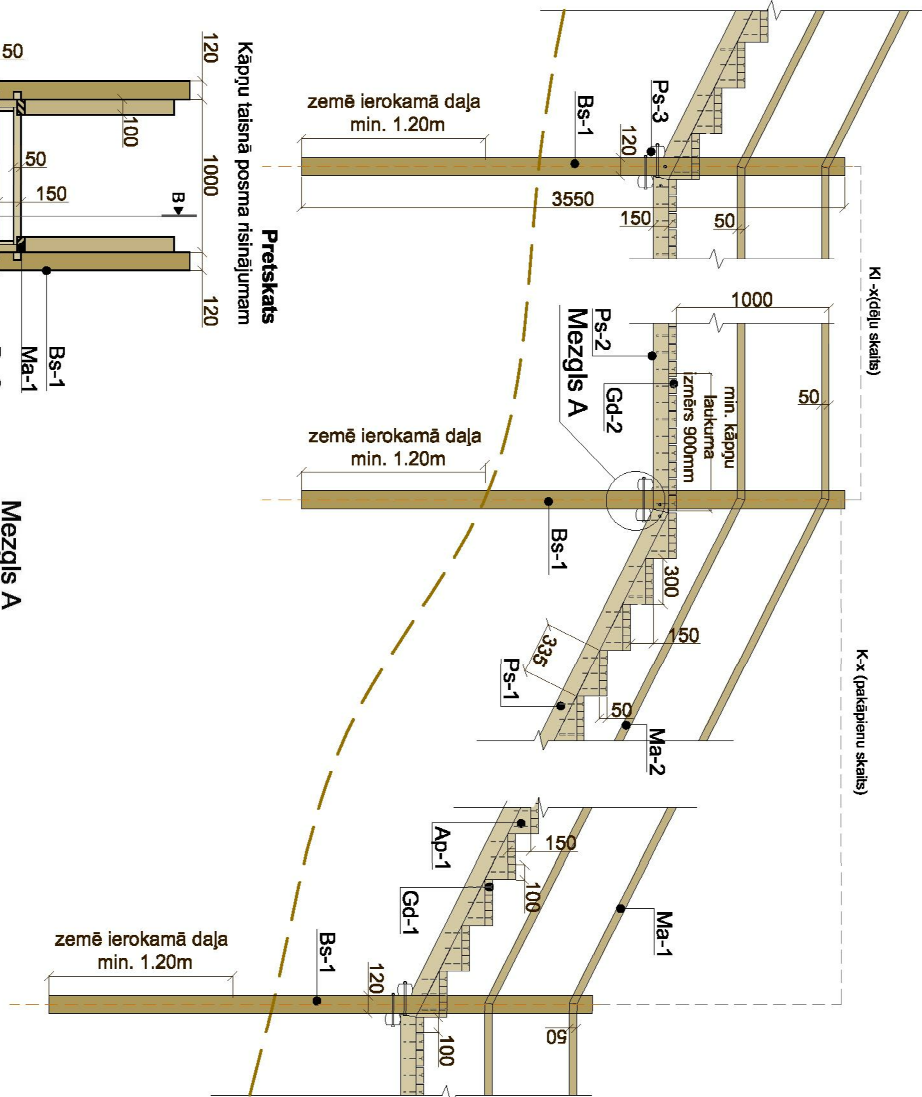 Pretskats
Kāpņu taisnā posma risinājumam
120
1000
120
50
100
50
150
B
Bs-1
Ma-1
Mezgls A
zemē ierokamā daļa
min. 1.20m
Bs-1
Ps-3
120
3550
150
50
Kl -x(dēļu skaits)
1000
Ps-2
Mezgls A
Gd-2
min. kāpņu
laukuma
izmērs 900mm
50
zemē ierokamā daļa
min. 1.20m
Bs-1
300
150
335
50
Ps-1
Ma-2
K-x (pakāpienu skaits)
Ap-1
150
100
Gd-1
Ma-1
zemē ierokamā daļa
min. 1.20m
Bs-1
120
100
50